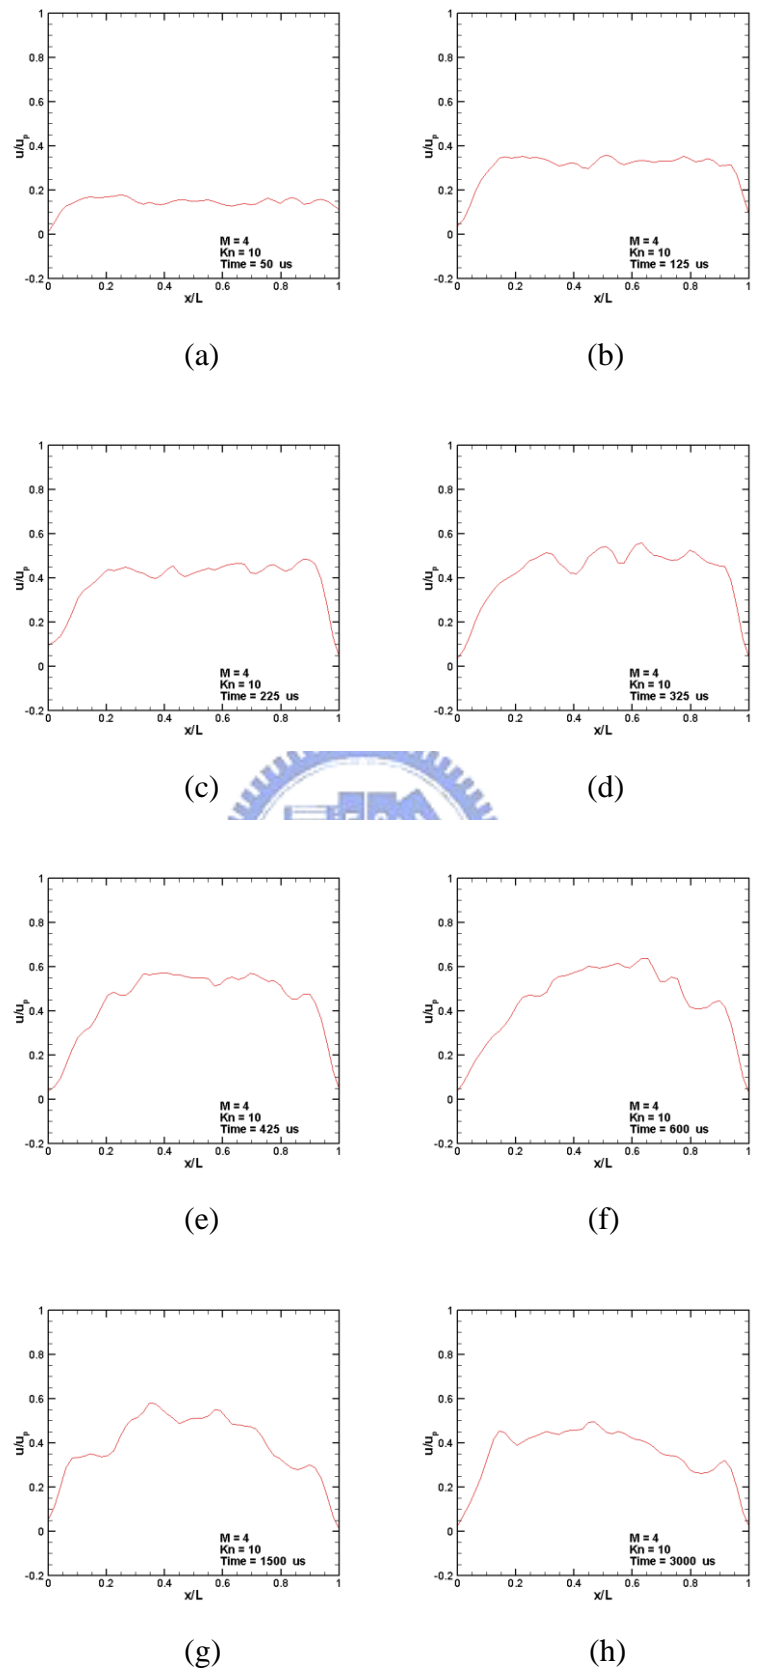 1
0.8
0.6
0.4
0.2
0
-0.2
u/uₚ
M = 4
Kn = 10
Time = 50 us
0 0.2 0.4 0.6 0.8 1
x/L
(a)
1
0.8
0.6
0.4
0.2
0
-0.2
u/uₚ
M = 4
Kn = 10
Time = 125 us
0 0.2 0.4 0.6 0.8 1
x/L
(b)
1
0.8
0.6
0.4
0.2
0
-0.2
u/uₚ
M = 4
Kn = 10
Time = 225 us
0 0.2 0.4 0.6 0.8 1
x/L
(c)
1
0.8
0.6
0.4
0.2
0
-0.2
u/uₚ
M = 4
Kn = 10
Time = 325 us
0 0.2 0.4 0.6 0.8 1
x/L
(d)
1
0.8
0.6
0.4
0.2
0
-0.2
u/uₚ
M = 4
Kn = 10
Time = 425 us
0 0.2 0.4 0.6 0.8 1
x/L
(e)
1
0.8
0.6
0.4
0.2
0
-0.2
u/uₚ
M = 4
Kn = 10
Time = 600 us
0 0.2 0.4 0.6 0.8 1
x/L
(f)
1
0.8
0.6
0.4
0.2
0
-0.2
u/uₚ
M = 4
Kn = 10
Time = 1500 us
0 0.2 0.4 0.6 0.8 1
x/L
(g)
1
0.8
0.6
0.4
0.2
0
-0.2
u/uₚ
M = 4
Kn = 10
Time = 3000 us
0 0.2 0.4 0.6 0.8 1
x/L
(h)